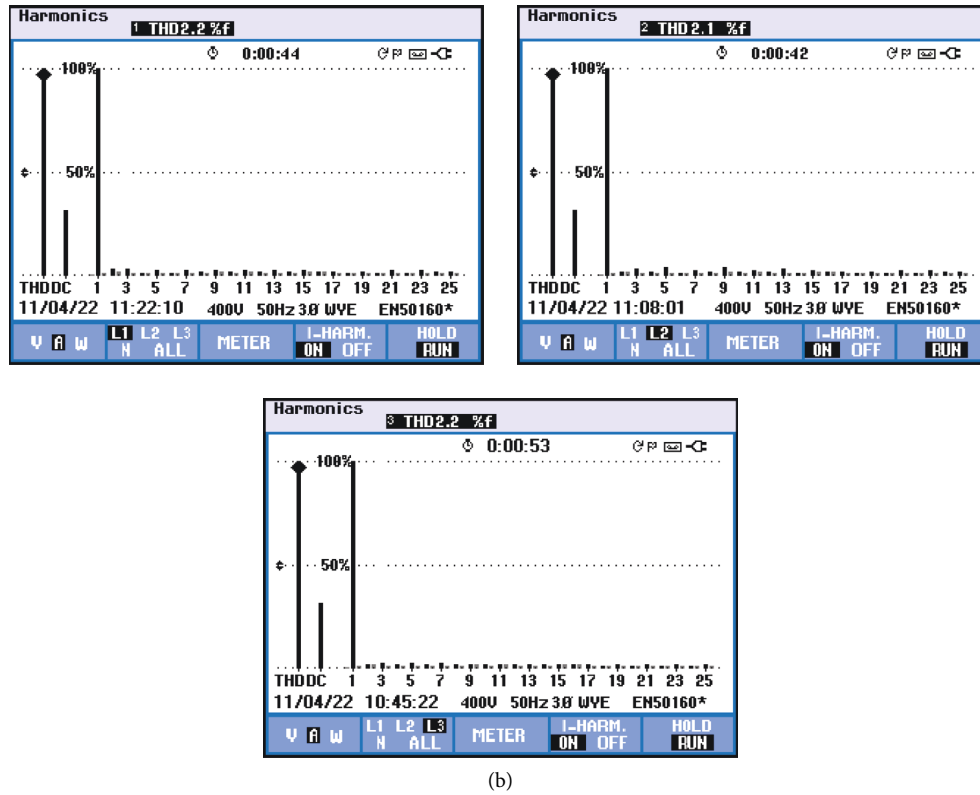 Harmonics
1 THD2.2%f
0:00:44
100%
50%
THDDC 1 3 5 7 9 11 13 15 17 19 21 23 25
11/04/22 11:22:10 400V 50Hz 3Ø WYE EN50160*
V A W L1 L2 L3 N ALL METER I-HARM. ON OFF HOLD RUN
Harmonics
2 THD2.1 %f
0:00:42
100%
50%
THDDC 1 3 5 7 9 11 13 15 17 19 21 23 25
11/04/22 11:08:01 400V 50Hz 3Ø WYE EN50160*
V A W L1 L2 L3 N ALL METER I-HARM. ON OFF HOLD RUN
Harmonics
3 THD2.2 %f
0:00:53
100%
50%
THDDC 1 3 5 7 9 11 13 15 17 19 21 23 25
11/04/22 10:45:22 400V 50Hz 3Ø WYE EN50160*
V A W L1 L2 L3 N ALL METER I-HARM. ON OFF HOLD RUN
(b)